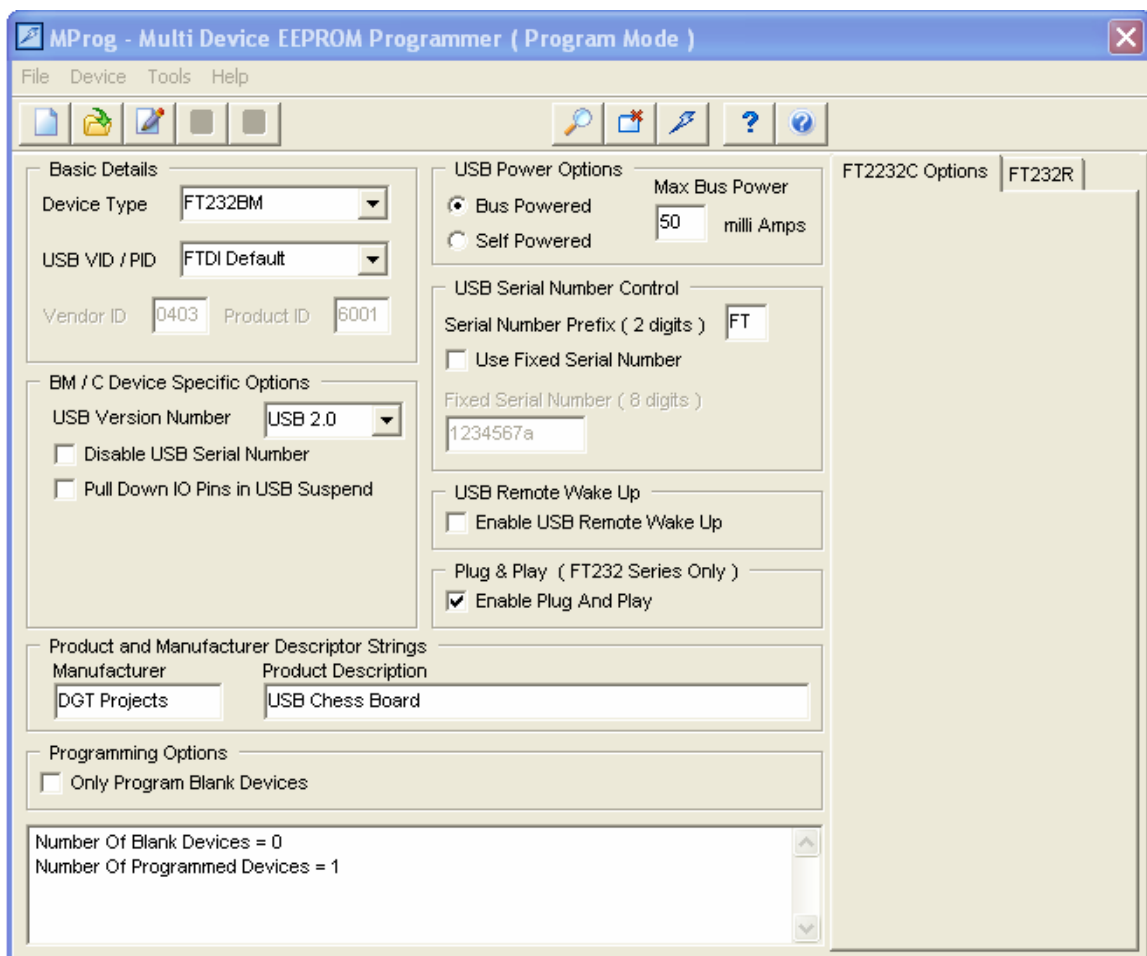 MProg - Multi Device EEPROM Programmer ( Program Mode )
File Device Tools Help
Basic Details
Device Type FT232BM
USB VID / PID FTDI Default
Vendor ID 0403 Product ID 6001
BM / C Device Specific Options
USB Version Number USB 2.0
Disable USB Serial Number
Pull Down IO Pins in USB Suspend
USB Power Options
Bus Powered
Self Powered
Max Bus Power
50 milli Amps
USB Serial Number Control
Serial Number Prefix ( 2 digits ) FT
Use Fixed Serial Number
Fixed Serial Number ( 8 digits )
1234567a
USB Remote Wake Up
Enable USB Remote Wake Up
Plug & Play ( FT232 Series Only )
Enable Plug And Play
Product and Manufacturer Descriptor Strings
Manufacturer Product Description
DGT Projects USB Chess Board
Programming Options
Only Program Blank Devices
Number Of Blank Devices = 0
Number Of Programmed Devices = 1
FT2232C Options FT232R